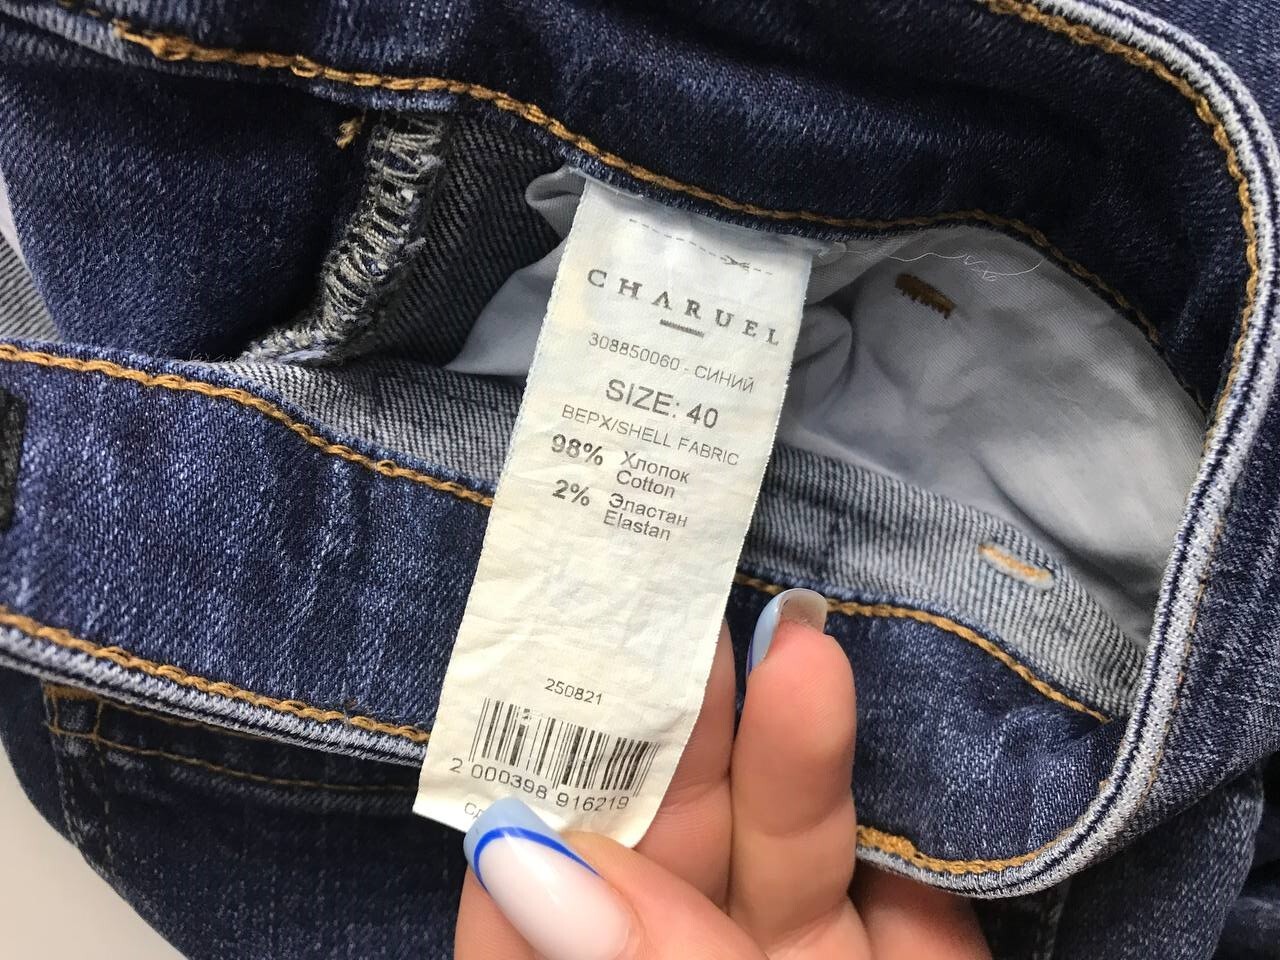 CHARUEL
308850060 - СИНИЙ
SIZE: 40
ВЕРХ/SHELL FABRIC
98% Хлопок
Cotton
2% Эластан
Elastan
250821
2 000398 916219